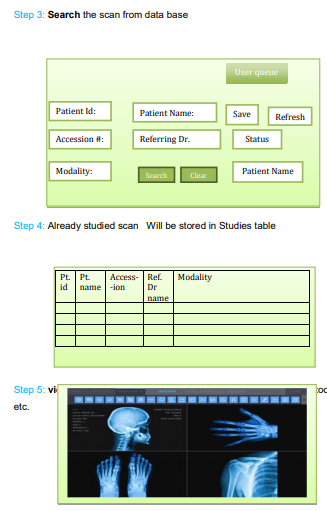 Step 3: Search the scan from data base
User queue
Patient Id:
Patient Name:
Save
Refresh
Accession #:
Referring Dr.
Status
Modality:
Search
Clear
Patient Name
Step 4: Already studied scan Will be stored in Studies table
Pt. id
Pt. name
Access- -ion
Ref. Dr name
Modality
Step 5:
etc.